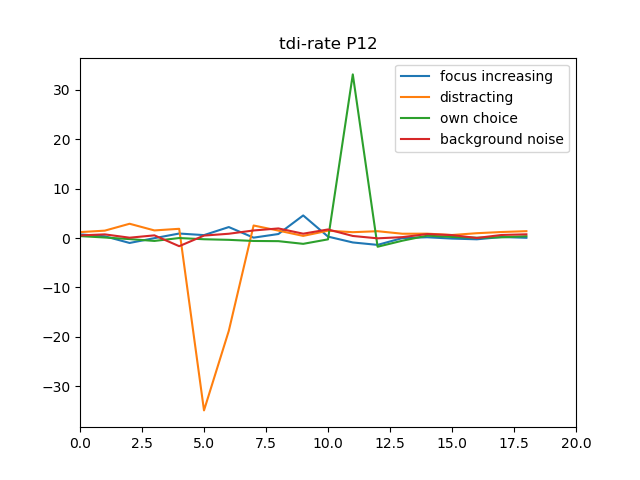 tdi-rate P12
focus increasing
distracting
own choice
background noise
30
20
10
0
−10
−20
−30
0.0 2.5 5.0 7.5 10.0 12.5 15.0 17.5 20.0